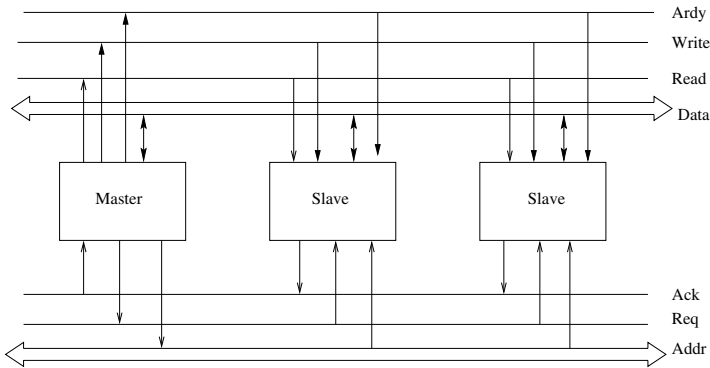 Ardy
Write
Read
Data
Master
Slave
Slave
Ack
Req
Addr